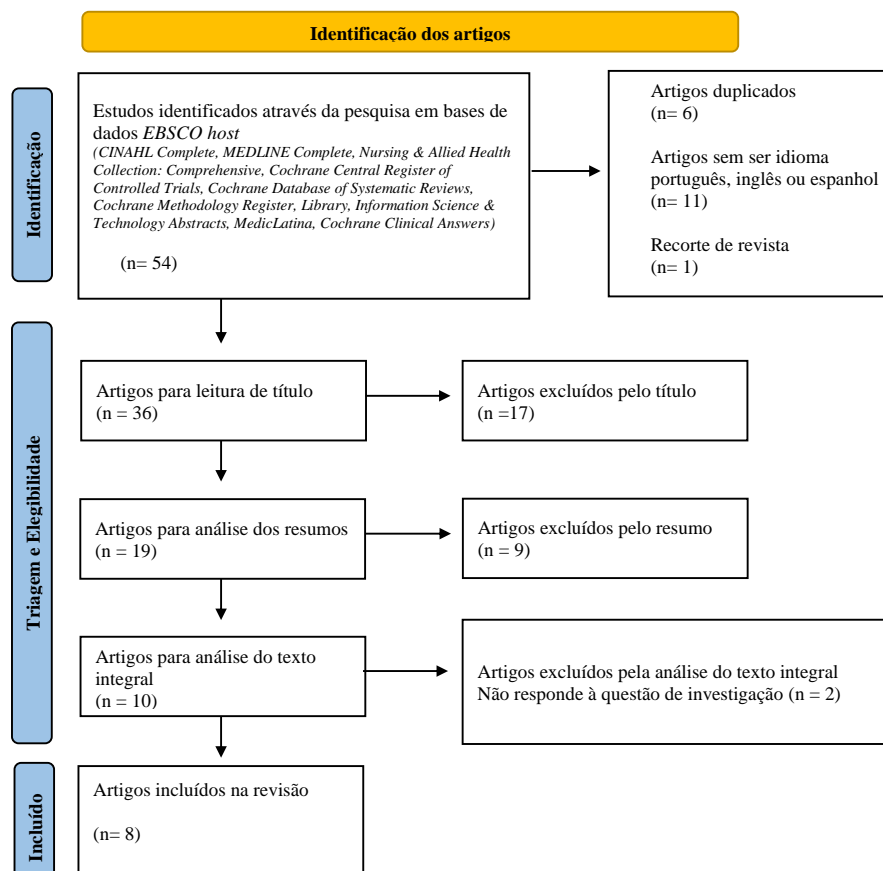 Identificação dos artigos
Identificação
Estudos identificados através da pesquisa em bases de
dados EBSCO host
(CINAHL Complete, MEDLINE Complete, Nursing & Allied Health
Collection: Comprehensive, Cochrane Central Register of
Controlled Trials, Cochrane Database of Systematic Reviews,
Cochrane Methodology Register, Library, Information Science &
Technology Abstracts, MedicLatina, Cochrane Clinical Answers)
(n= 54)
Artigos duplicados
(n= 6)
Artigos sem ser idioma
português, inglês ou espanhol
(n= 11)
Recorte de revista
(n= 1)
Triagem e Elegibilidade
Artigos para leitura de título
(n = 36)
Artigos excluídos pelo título
(n =17)
Artigos para análise dos resumos
(n = 19)
Artigos excluídos pelo resumo
(n = 9)
Artigos para análise do texto
integral
(n = 10)
Artigos excluídos pela análise do texto integral
Não responde à questão de investigação (n = 2)
Incluído
Artigos incluídos na revisão
(n= 8)